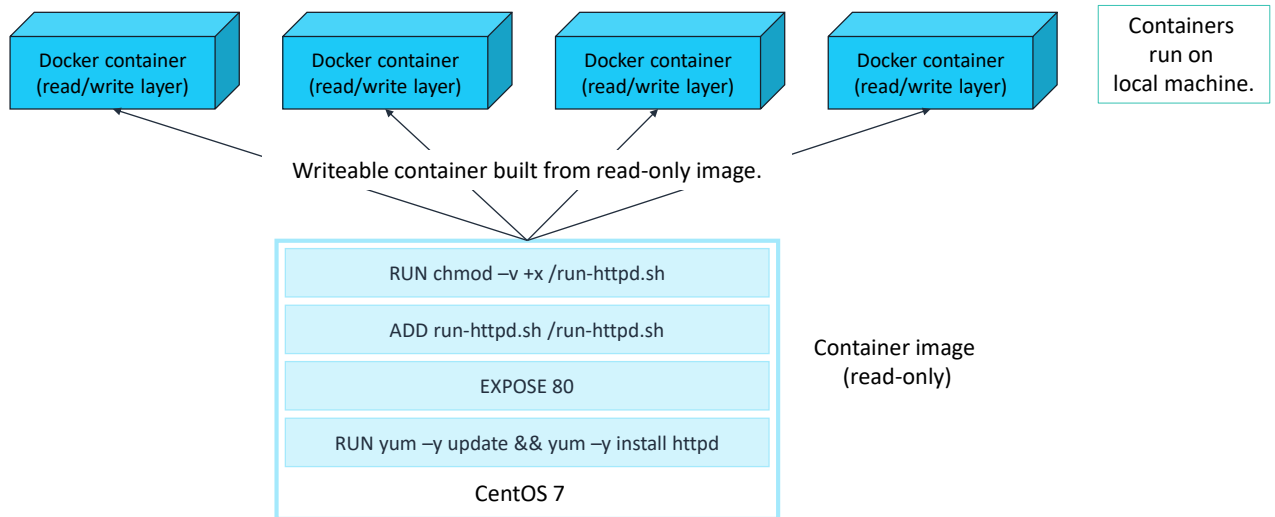 Docker container
(read/write layer)
Docker container
(read/write layer)
Docker container
(read/write layer)
Docker container
(read/write layer)
Containers
run on
local machine.
Writeable container built from read-only image.
RUN chmod –v +x /run-httpd.sh
ADD run-httpd.sh /run-httpd.sh
EXPOSE 80
RUN yum –y update && yum –y install httpd
CentOS 7
Container image
(read-only)